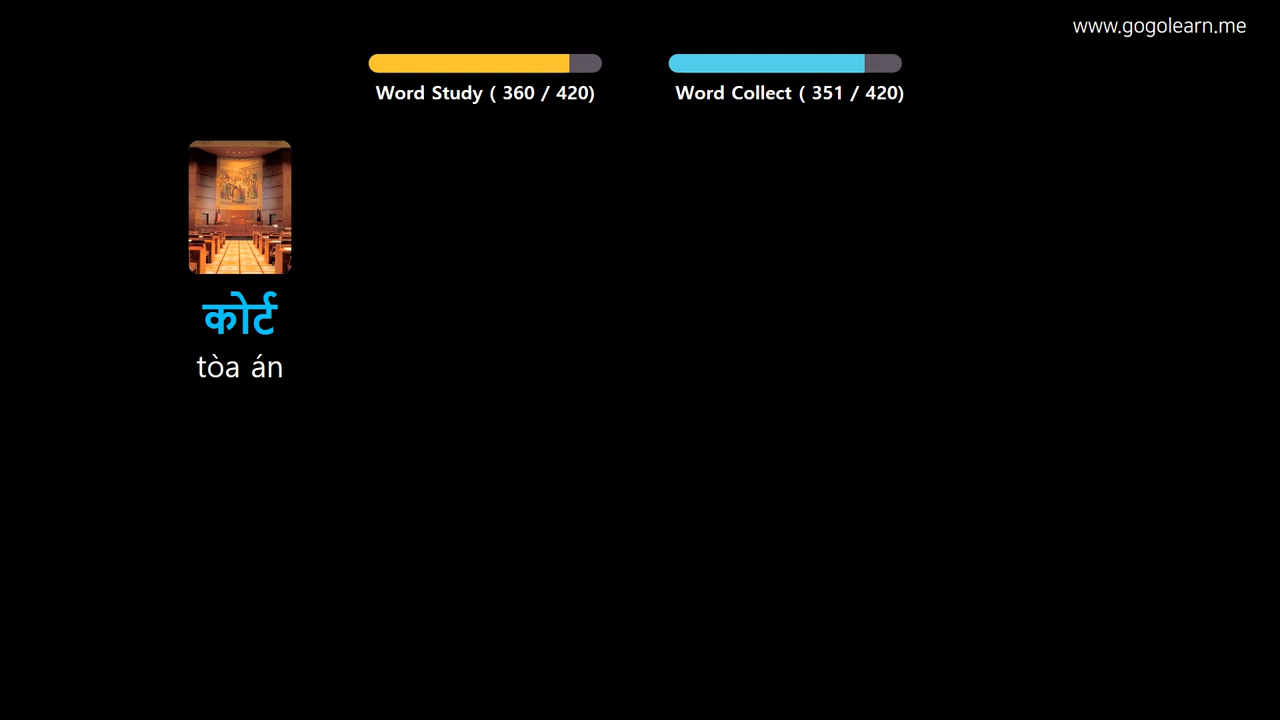 www.gogolearn.me
Word Study ( 360 / 420)
Word Collect ( 351 / 420)
कोर्ट
tòa án